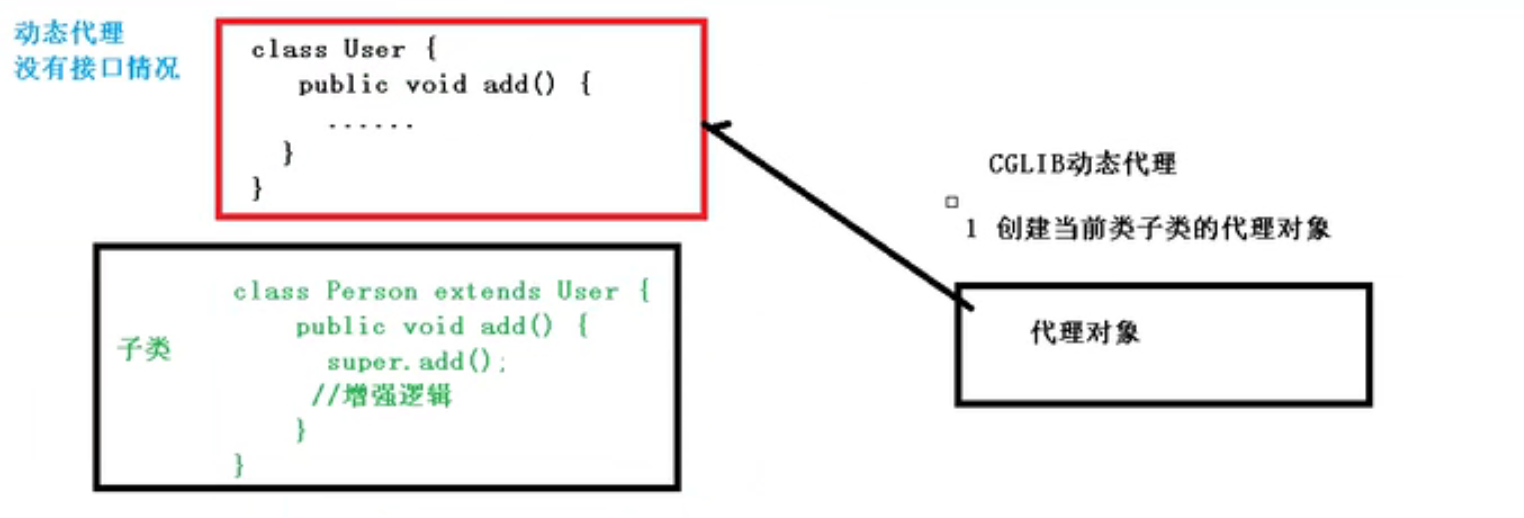 动态代理
没有接口情况
class User {
public void add() {
......
}
}
子类
class Person extends User {
public void add() {
super.add();
//增强逻辑
}
}
CGLIB动态代理
1 创建当前类子类的代理对象
代理对象